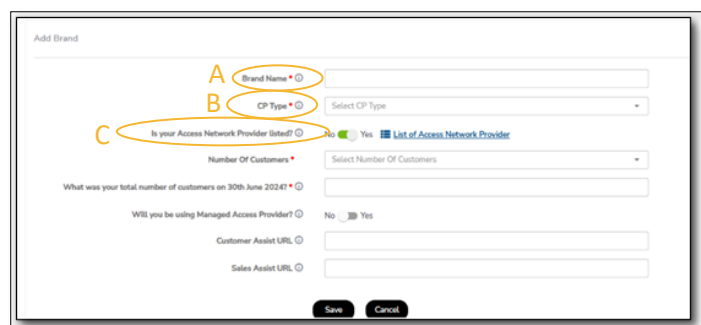 Add Brand
A Brand Name *
B CP Type * Select CP Type
C Is your Access Network Provider listed? No Yes List of Access Network Provider
Number Of Customers * Select Number Of Customers
What was your total number of customers on 30th June 2024? *
Will you be using Managed Access Provider? No Yes
Customer Assist URL
Sales Assist URL
Save Cancel